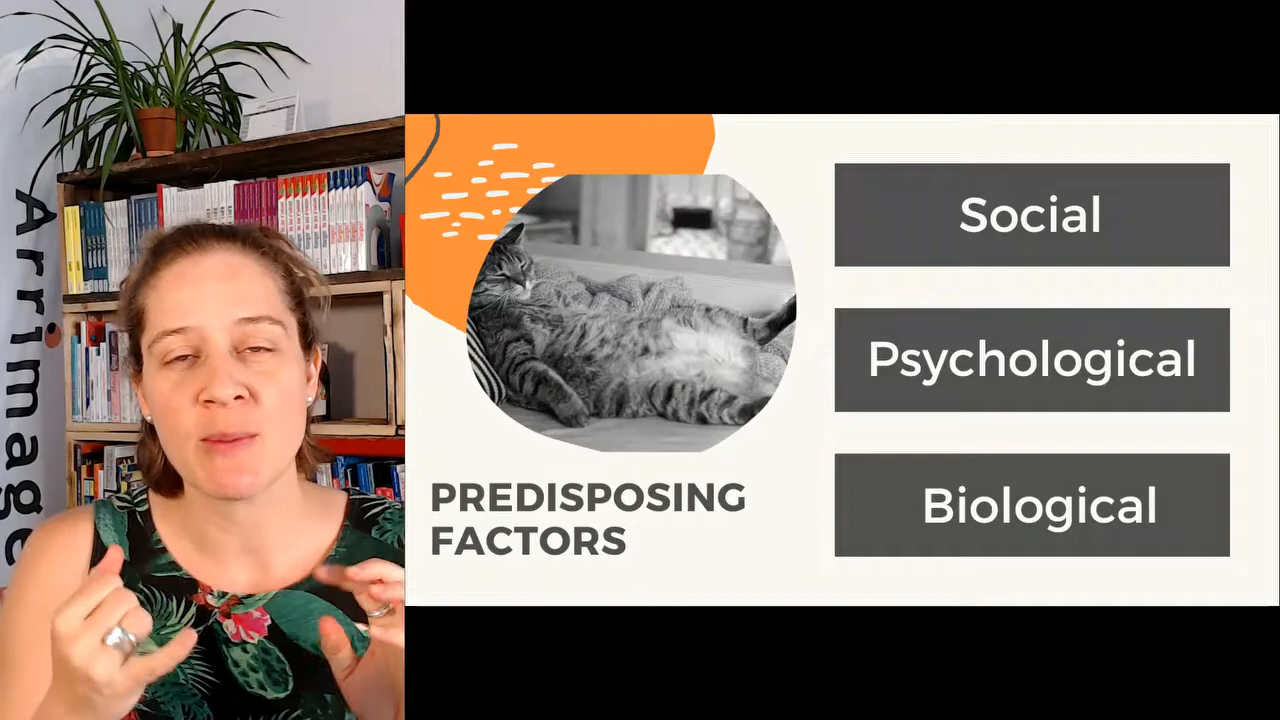 Arrimage
PREDISPOSING
FACTORS
Social
Psychological
Biological